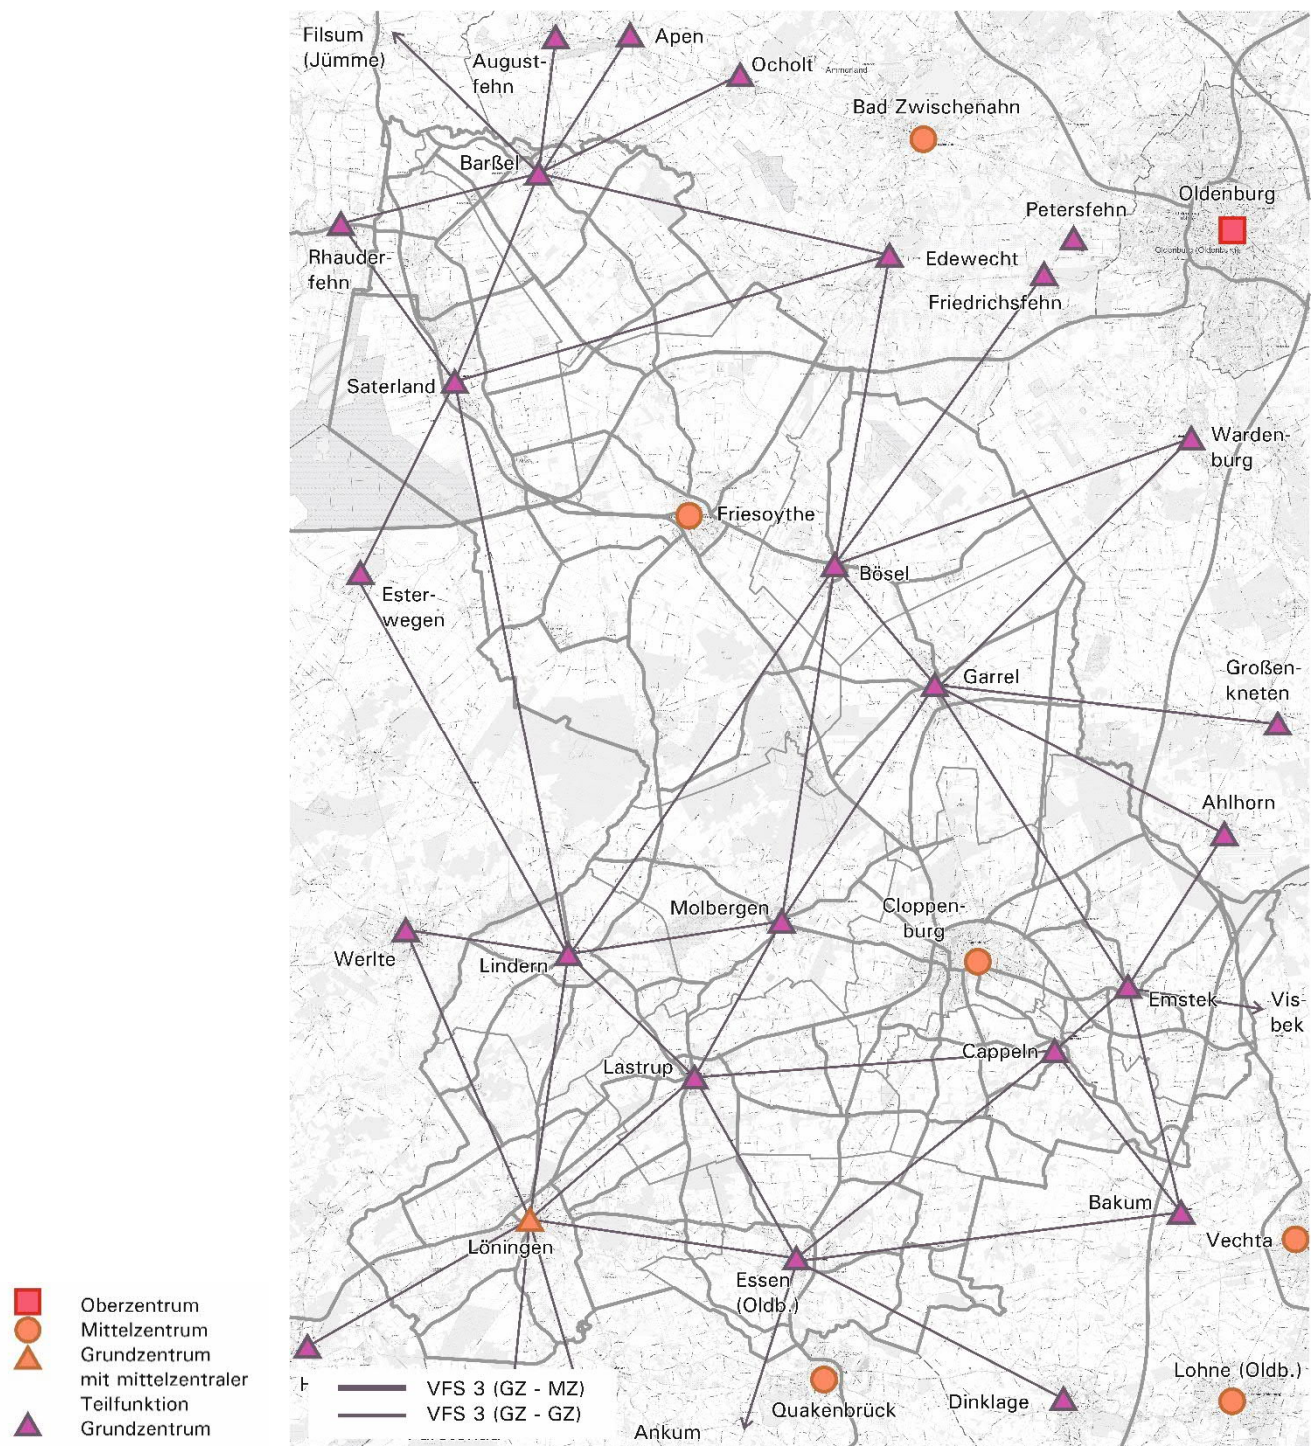 Filsum
(Jümme)
August-
fehn
Apen
Ocholt
Ammerland
Bad Zwischenahn
Barßel
Oldenburg
Petersfehn
Oldenburg (Oldenburg)
Rhauder-
fehn
Edewecht
Friedrichsfehn
Saterland
Warden-
burg
Friesoythe
Bösel
Ester-
wegen
Garrel
Großen-
kneten
Ahlhorn
Molbergen
Cloppen-
burg
Werlte
Lindern
Emstek
Vis-
bek
Cappeln
Lastrup
Bakum
Löningen
Vechta
Essen
(Oldb.)
Oberzentrum
Mittelzentrum
Grundzentrum
mit mittelzentraler
Teilfunktion
Grundzentrum
VFS 3 (GZ - MZ)
VFS 3 (GZ - GZ)
Lohne (Oldb.)
Dinklage
Quakenbrück
Ankum